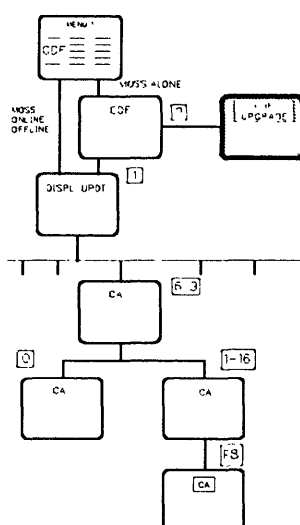 MENU 1
CDF
MOSS ALONE
MOSS
ONLINE
OFFLINE
CDF
UPGRADE
1
DISPL UPDT
CA
0
1-16
CA
CA
F8
CA